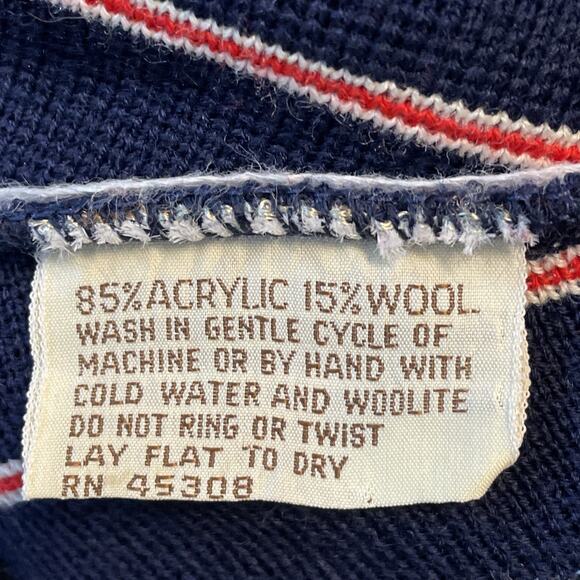 85% ACRYLIC 15% WOOL.
WASH IN GENTLE CYCLE OF
MACHINE OR BY HAND WITH
COLD WATER AND WOOLITE
DO NOT RING OR TWIST
LAY FLAT TO DRY
RN 45308